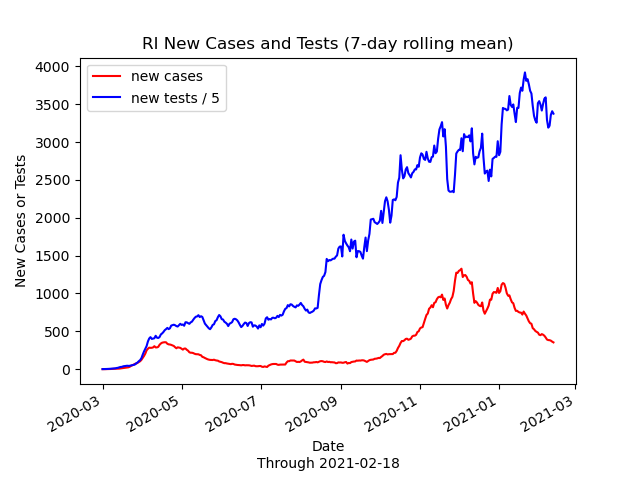 RI New Cases and Tests (7-day rolling mean)
new cases
new tests / 5
New Cases or Tests
4000
3500
3000
2500
2000
1500
1000
500
0
2020-03
2020-05
2020-07
2020-09
2020-11
2021-01
2021-03
Date
Through 2021-02-18